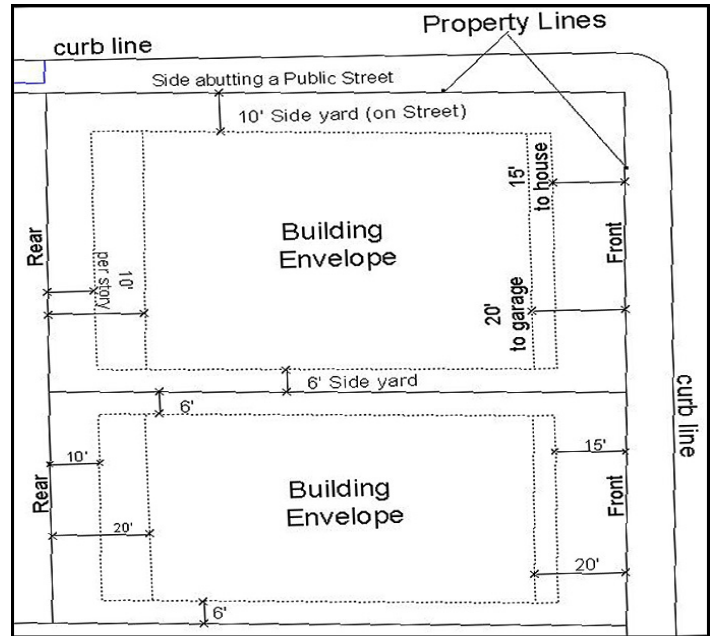 Property Lines
curb line
Side abutting a Public Street
10' Side yard (on Street)
15'
to house
Building
Envelope
Rear
Front
10'
per story
20'
to garage
6' Side yard
curb line
6'
15'
10'
Rear
Building
Envelope
Front
20'
20'
6'